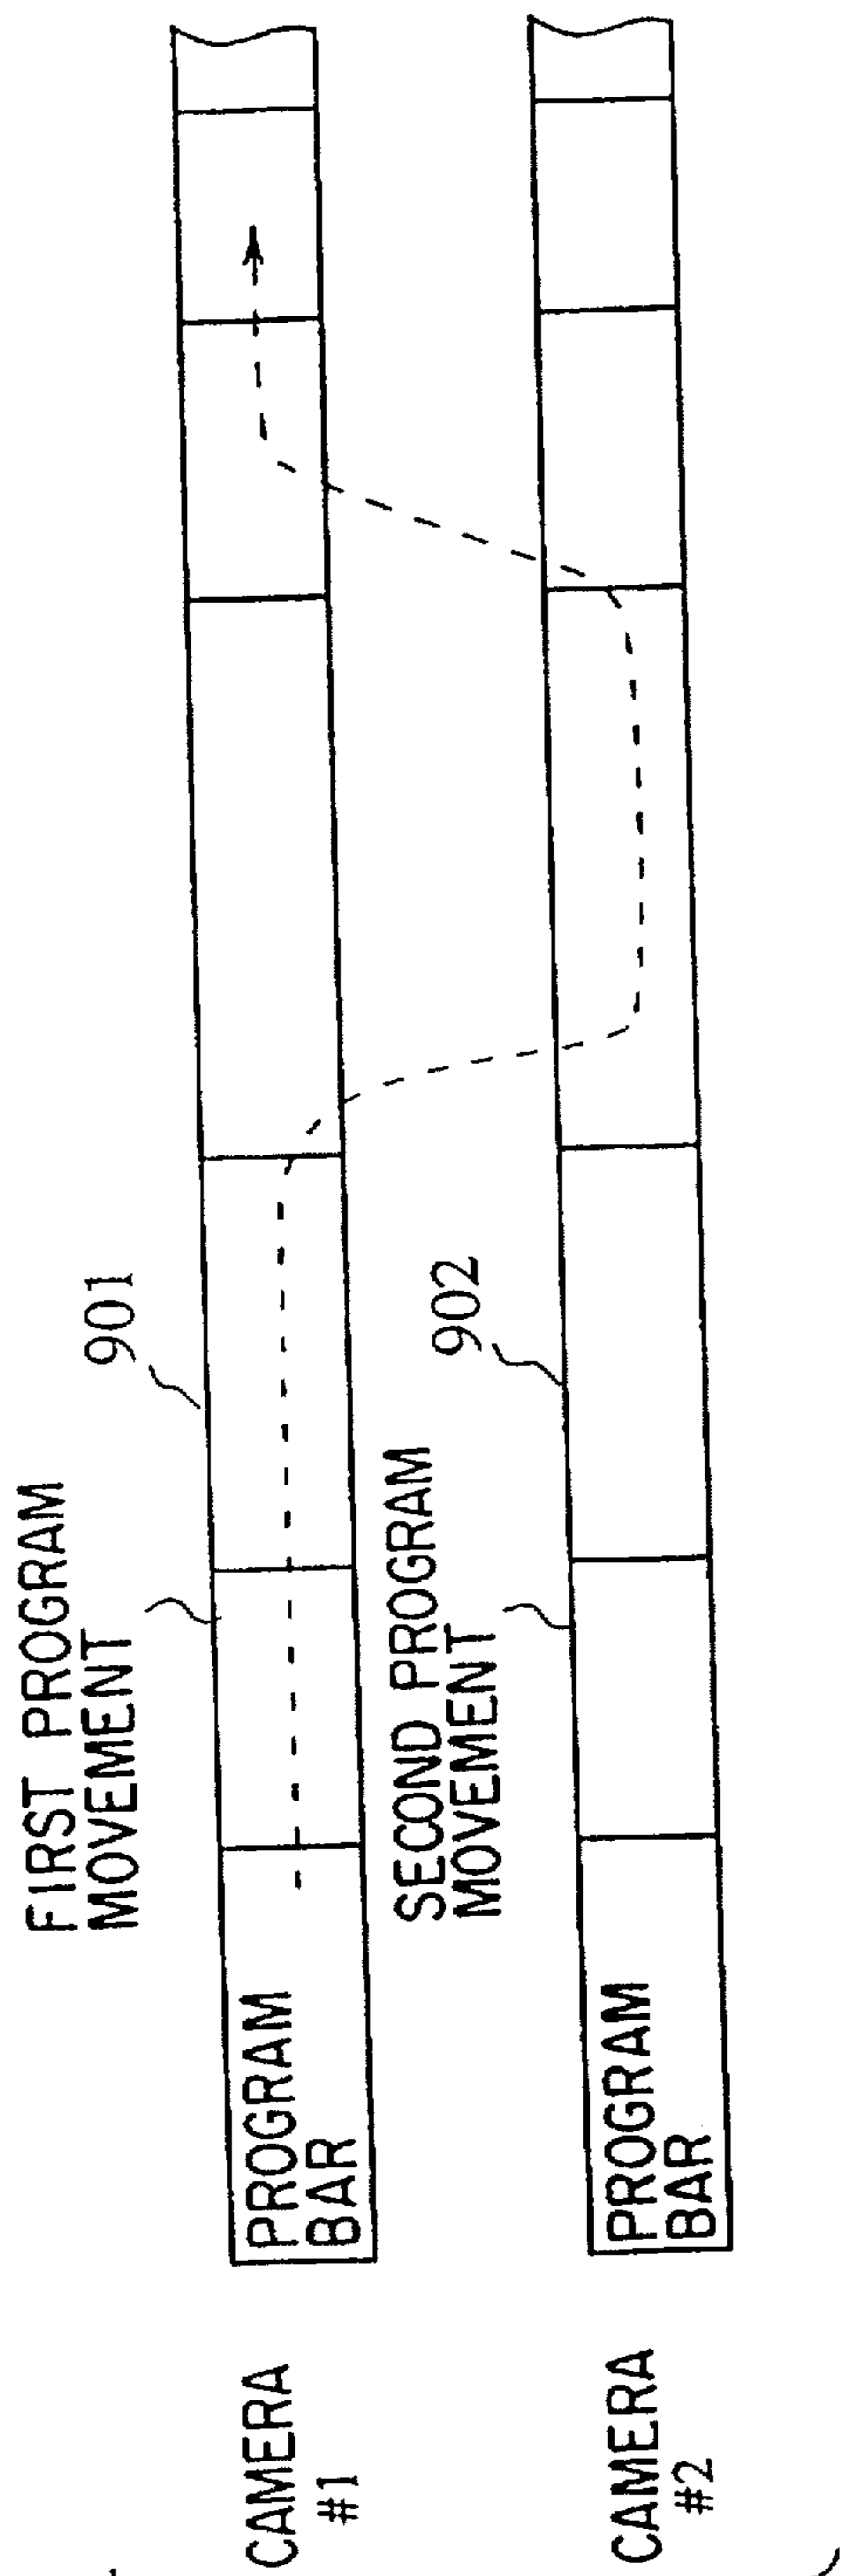 FIRST PROGRAM
MOVEMENT
901
CAMERA
#1
PROGRAM
BAR
SECOND PROGRAM
MOVEMENT
902
CAMERA
#2
PROGRAM
BAR